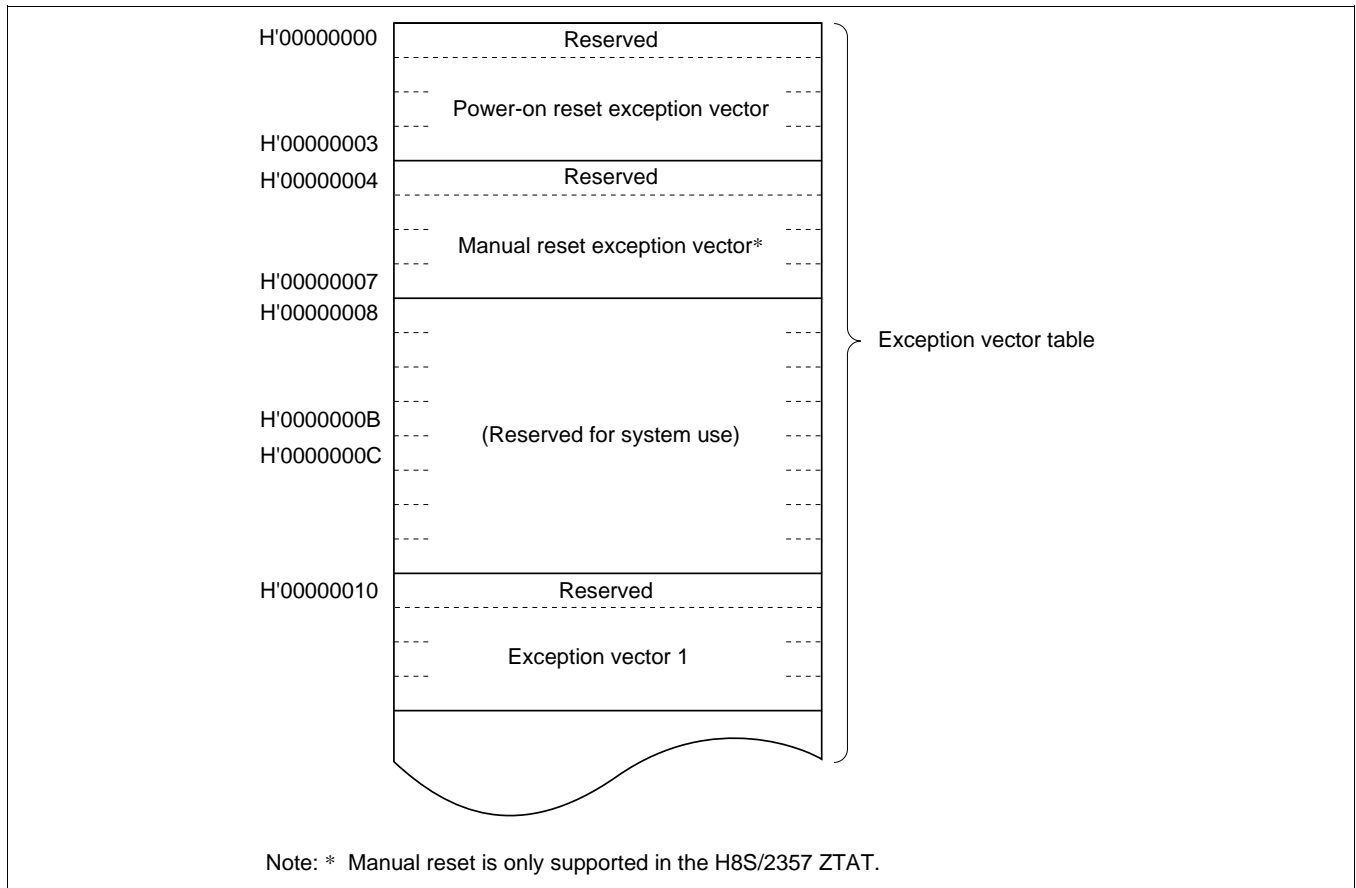 H'00000000
Reserved
Power-on reset exception vector
H'00000003
H'00000004
Reserved
Manual reset exception vector*
H'00000007
H'00000008
Exception vector table
H'0000000B
(Reserved for system use)
H'0000000C
H'00000010
Reserved
Exception vector 1
Note: * Manual reset is only supported in the H8S/2357 ZTAT.